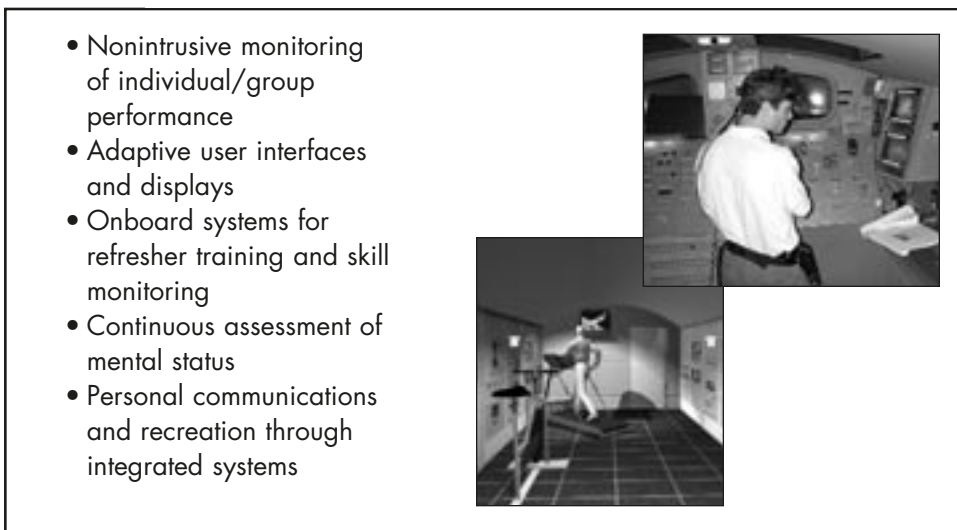 • Nonintrusive monitoring
of individual/group
performance
• Adaptive user interfaces
and displays
• Onboard systems for
refresher training and skill
monitoring
• Continuous assessment of
mental status
• Personal communications
and recreation through
integrated systems